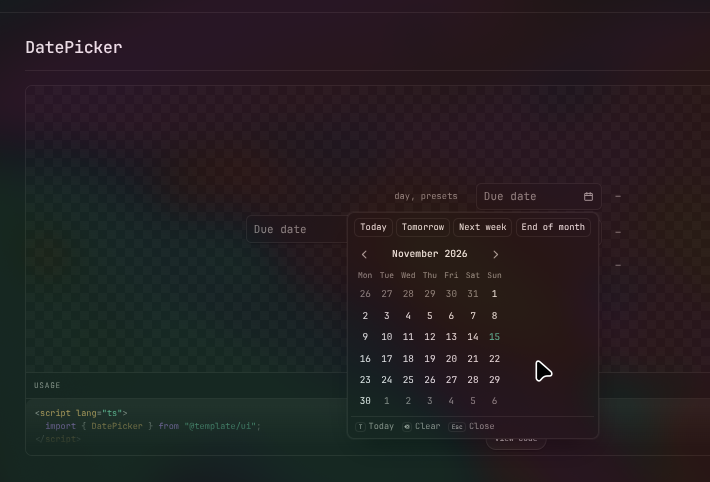 DatePicker
day, presets Due date –
Due date –
Today Tomorrow Next week End of month
November 2026
–
Mon Tue Wed Thu Fri Sat Sun
26 27 28 29 30 31 1
2 3 4 5 6 7 8
9 10 11 12 13 14 15
16 17 18 19 20 21 22
23 24 25 26 27 28 29
30 1 2 3 4 5 6
T Today Clear Esc Close
USAGE
<script lang="ts">
import { DatePicker } from "@template/ui";
</script>
View code